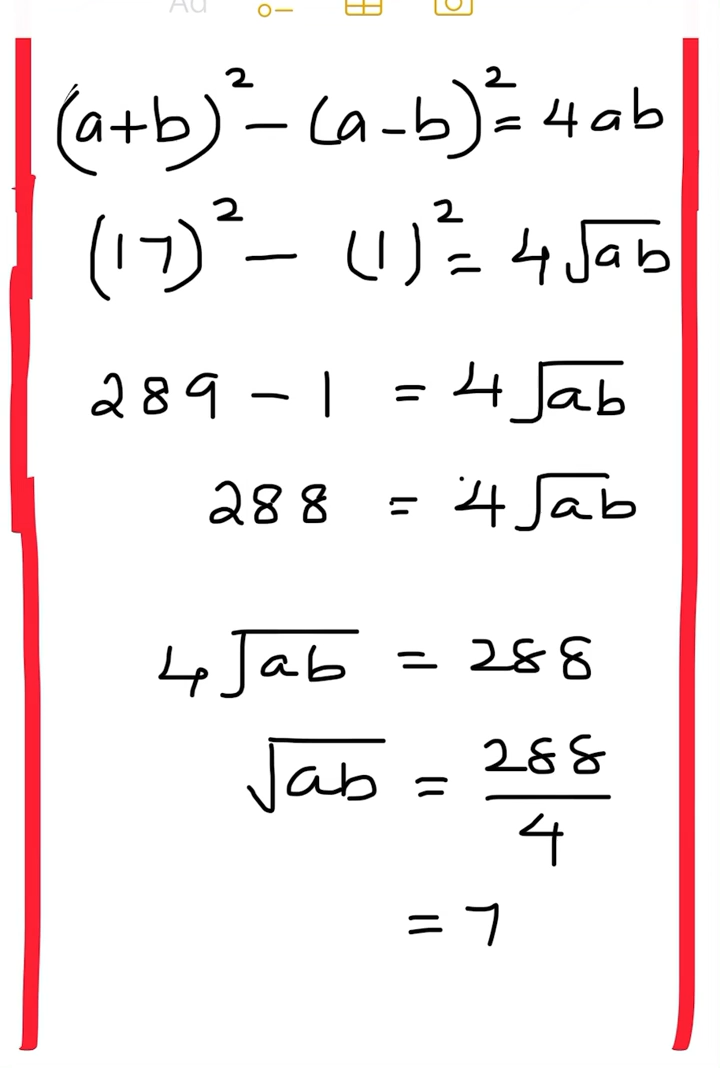 (a+b)² - (a-b)² = 4ab
(17)² - (1)² = 4√ab
289 - 1 = 4√ab
288 = 4√ab
4√ab = 288
√ab = 288/4
= 7